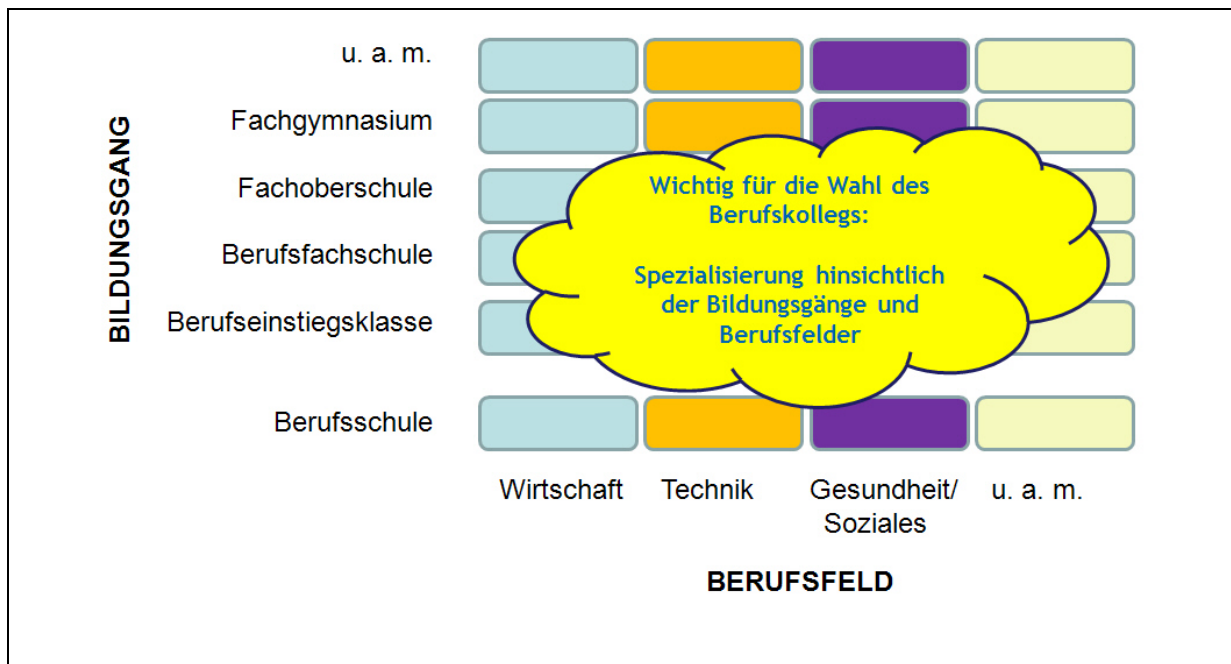 u. a. m.
Fachgymnasium
Fachoberschule
Berufsfachschule
Berufseinstiegsklasse
Berufsschule
BILDUNGSGANG
Wichtig für die Wahl des
Berufskollegs:
Spezialisierung hinsichtlich
der Bildungsgänge und
Berufsfelder
Wirtschaft
Technik
Gesundheit/
Soziales
u. a. m.
BERUFSFELD